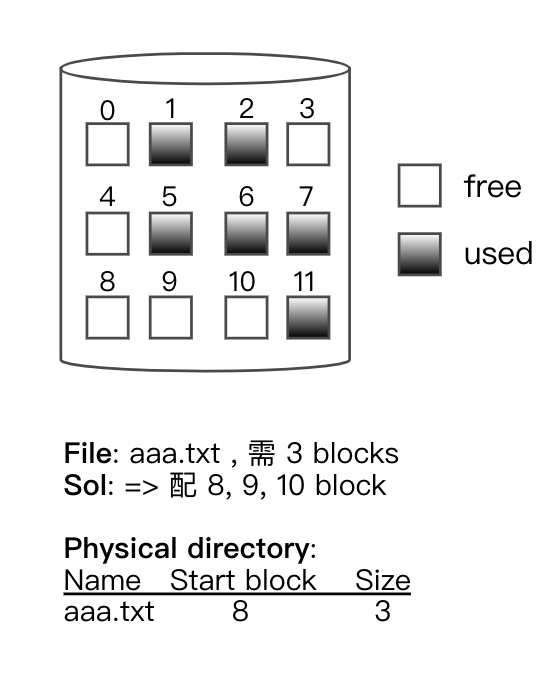 0 1 2 3
free
4 5 6 7
used
8 9 10 11
File: aaa.txt , 需 3 blocks
Sol: => 配 8, 9, 10 block
Physical directory:
Name Start block Size
aaa.txt 8 3